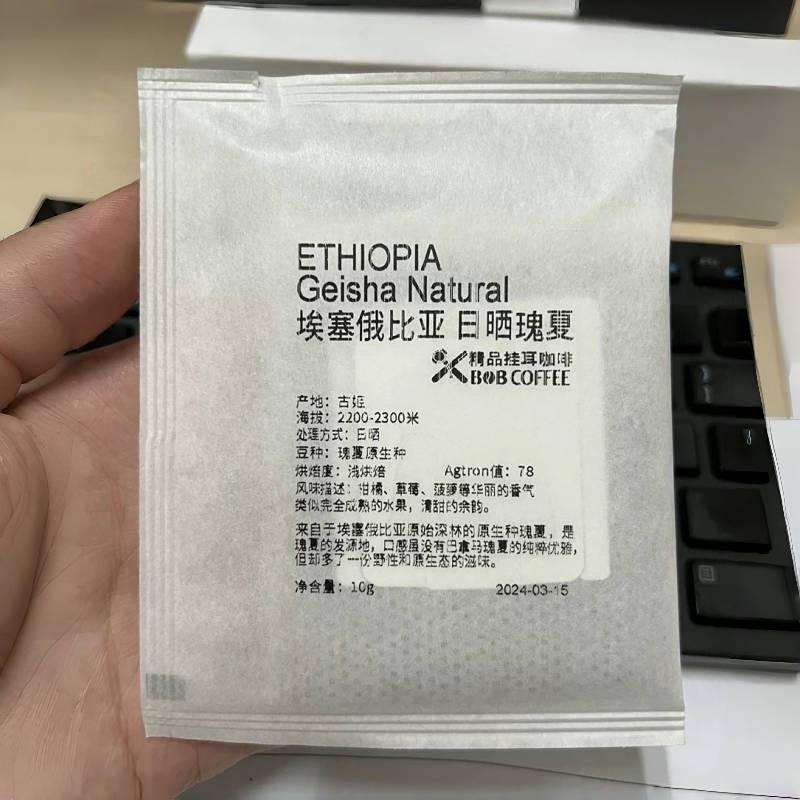 ETHIOPIA
Geisha Natural
埃塞俄比亚 日晒瑰夏
精品挂耳咖啡
BOB COFFEE
产地：古姬
海拔：2200-2300米
处理方式：日晒
豆种：瑰夏原生种
烘焙度：浅烘焙 Agtron值：78
风味描述：柑橘、草莓、菠萝等华丽的香气
类似完全成熟的水果，清甜的余韵。
来自于埃塞俄比亚原始深林的原生种瑰夏，是
瑰夏的发源地，口感虽没有巴拿马瑰夏的纯粹优雅，
但却多了一份野性和原生态的滋味。
净含量：10g 2024-03-15